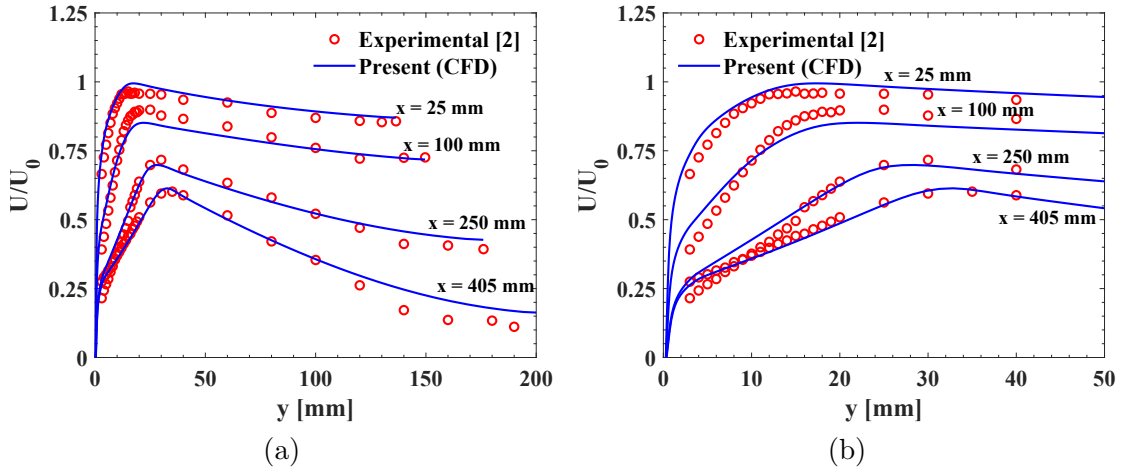 1.25
1
0.75
0.5
0.25
0
U/U0
Experimental [2]
Present (CFD)
x = 25 mm
x = 100 mm
x = 250 mm
x = 405 mm
0 50 100 150 200
y [mm]
(a)
1.25
1
0.75
0.5
0.25
0
U/U0
Experimental [2]
Present (CFD)
x = 25 mm
x = 100 mm
x = 250 mm
x = 405 mm
0 10 20 30 40 50
y [mm]
(b)